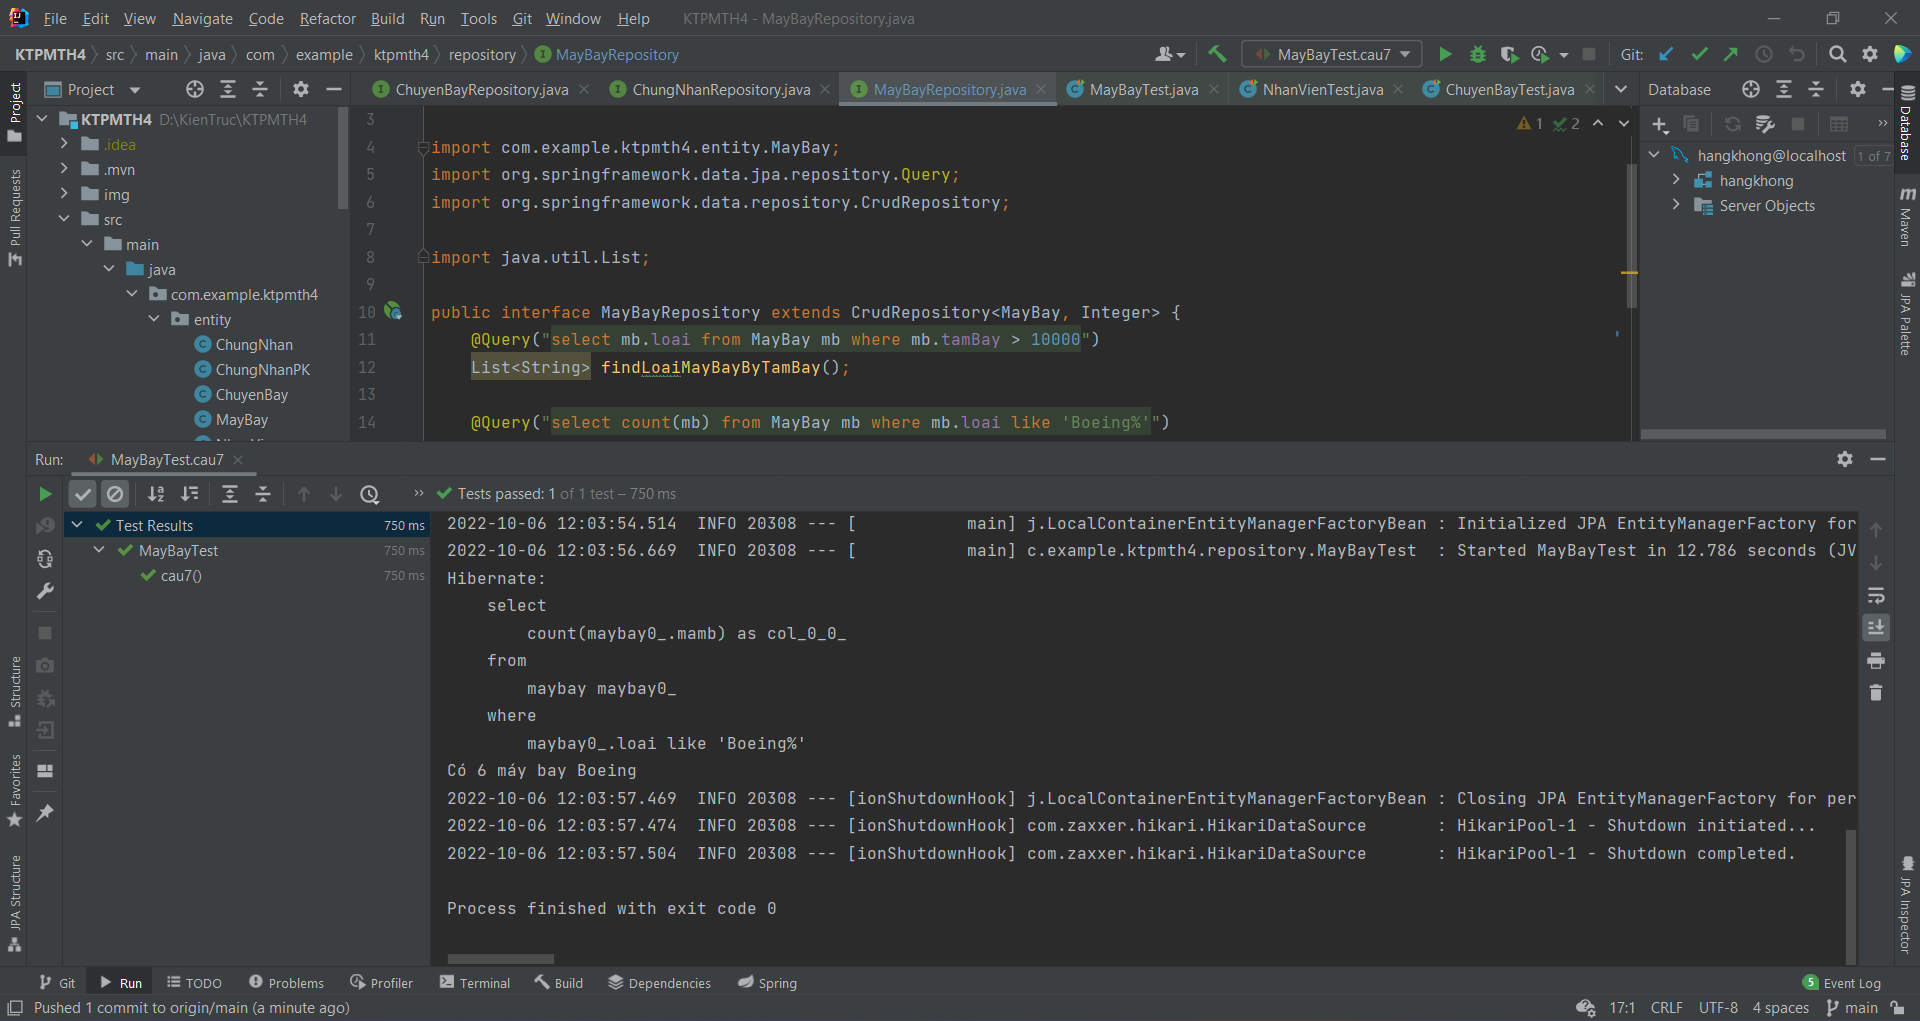 File Edit View Navigate Code Refactor Build Run Tools Git Window Help KTPMTH4 - MayBayRepository.java
KTPMTH4 src main java com example ktpmth4 repository MayBayRepository MayBayTest.cau7 Git:
Project ChuyenBayRepository.java ChungNhanRepository.java MayBayRepository.java MayBayTest.java NhanVienTest.java ChuyenBayTest.java Database
KTPMTH4 D:\KienTruc\KTPMTH4
.idea
.mvn
img
src
main
java
com.example.ktpmth4
entity
ChungNhan
ChungNhanPK
ChuyenBay
MayBay
3
1 2
4 import com.example.ktpmth4.entity.MayBay;
5 import org.springframework.data.jpa.repository.Query;
6 import org.springframework.data.repository.CrudRepository;
7
8 import java.util.List;
9
10 public interface MayBayRepository extends CrudRepository<MayBay, Integer> {
11 @Query("select mb.loai from MayBay mb where mb.tamBay > 10000")
12 List<String> findLoaiMayBayByTamBay();
13
14 @Query("select count(mb) from MayBay mb where mb.loai like 'Boeing%'")
hangkhong@localhost 1 of 7
hangkhong
Server Objects
Project
Pull Requests
Structure
Favorites
JPA Structure
Database
Maven
JPA Palette
JPA Inspector
Run: MayBayTest.cau7
Tests passed: 1 of 1 test – 750 ms
Test Results 750 ms
MayBayTest 750 ms
cau7() 750 ms
2022-10-06 12:03:54.514 INFO 20308 --- [ main] j.LocalContainerEntityManagerFactoryBean : Initialized JPA EntityManagerFactory for
2022-10-06 12:03:56.669 INFO 20308 --- [ main] c.example.ktpmth4.repository.MayBayTest : Started MayBayTest in 12.786 seconds (JV
Hibernate:
select
count(maybay0_.mamb) as col_0_0_
from
maybay maybay0_
where
maybay0_.loai like 'Boeing%'
Có 6 máy bay Boeing
2022-10-06 12:03:57.469 INFO 20308 --- [ionShutdownHook] j.LocalContainerEntityManagerFactoryBean : Closing JPA EntityManagerFactory for per
2022-10-06 12:03:57.474 INFO 20308 --- [ionShutdownHook] com.zaxxer.hikari.HikariDataSource : HikariPool-1 - Shutdown initiated...
2022-10-06 12:03:57.504 INFO 20308 --- [ionShutdownHook] com.zaxxer.hikari.HikariDataSource : HikariPool-1 - Shutdown completed.
Process finished with exit code 0
Git Run TODO Problems Profiler Terminal Build Dependencies Spring 5 Event Log
Pushed 1 commit to origin/main (a minute ago) 17:1 CRLF UTF-8 4 spaces main